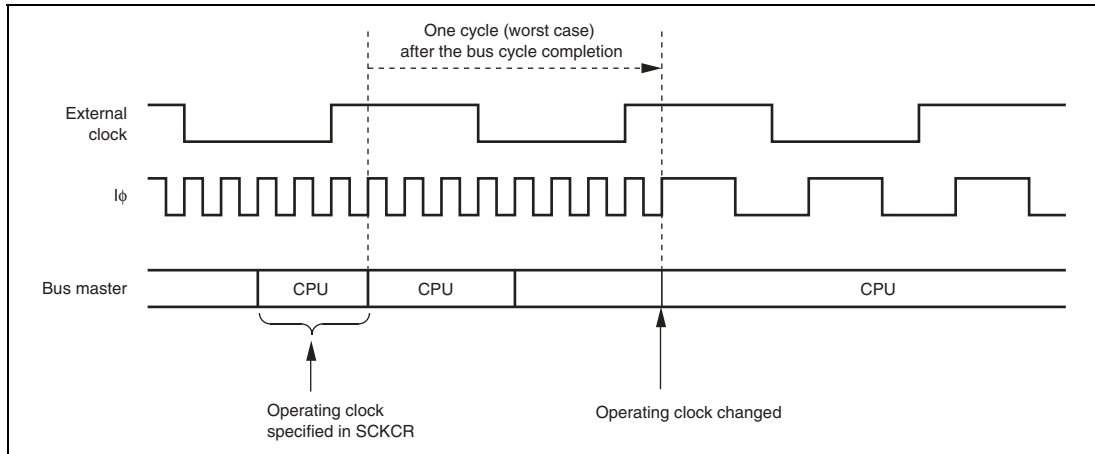 One cycle (worst case)
after the bus cycle completion
External
clock
Iϕ
Bus master
CPU
CPU
CPU
Operating clock
specified in SCKCR
Operating clock changed